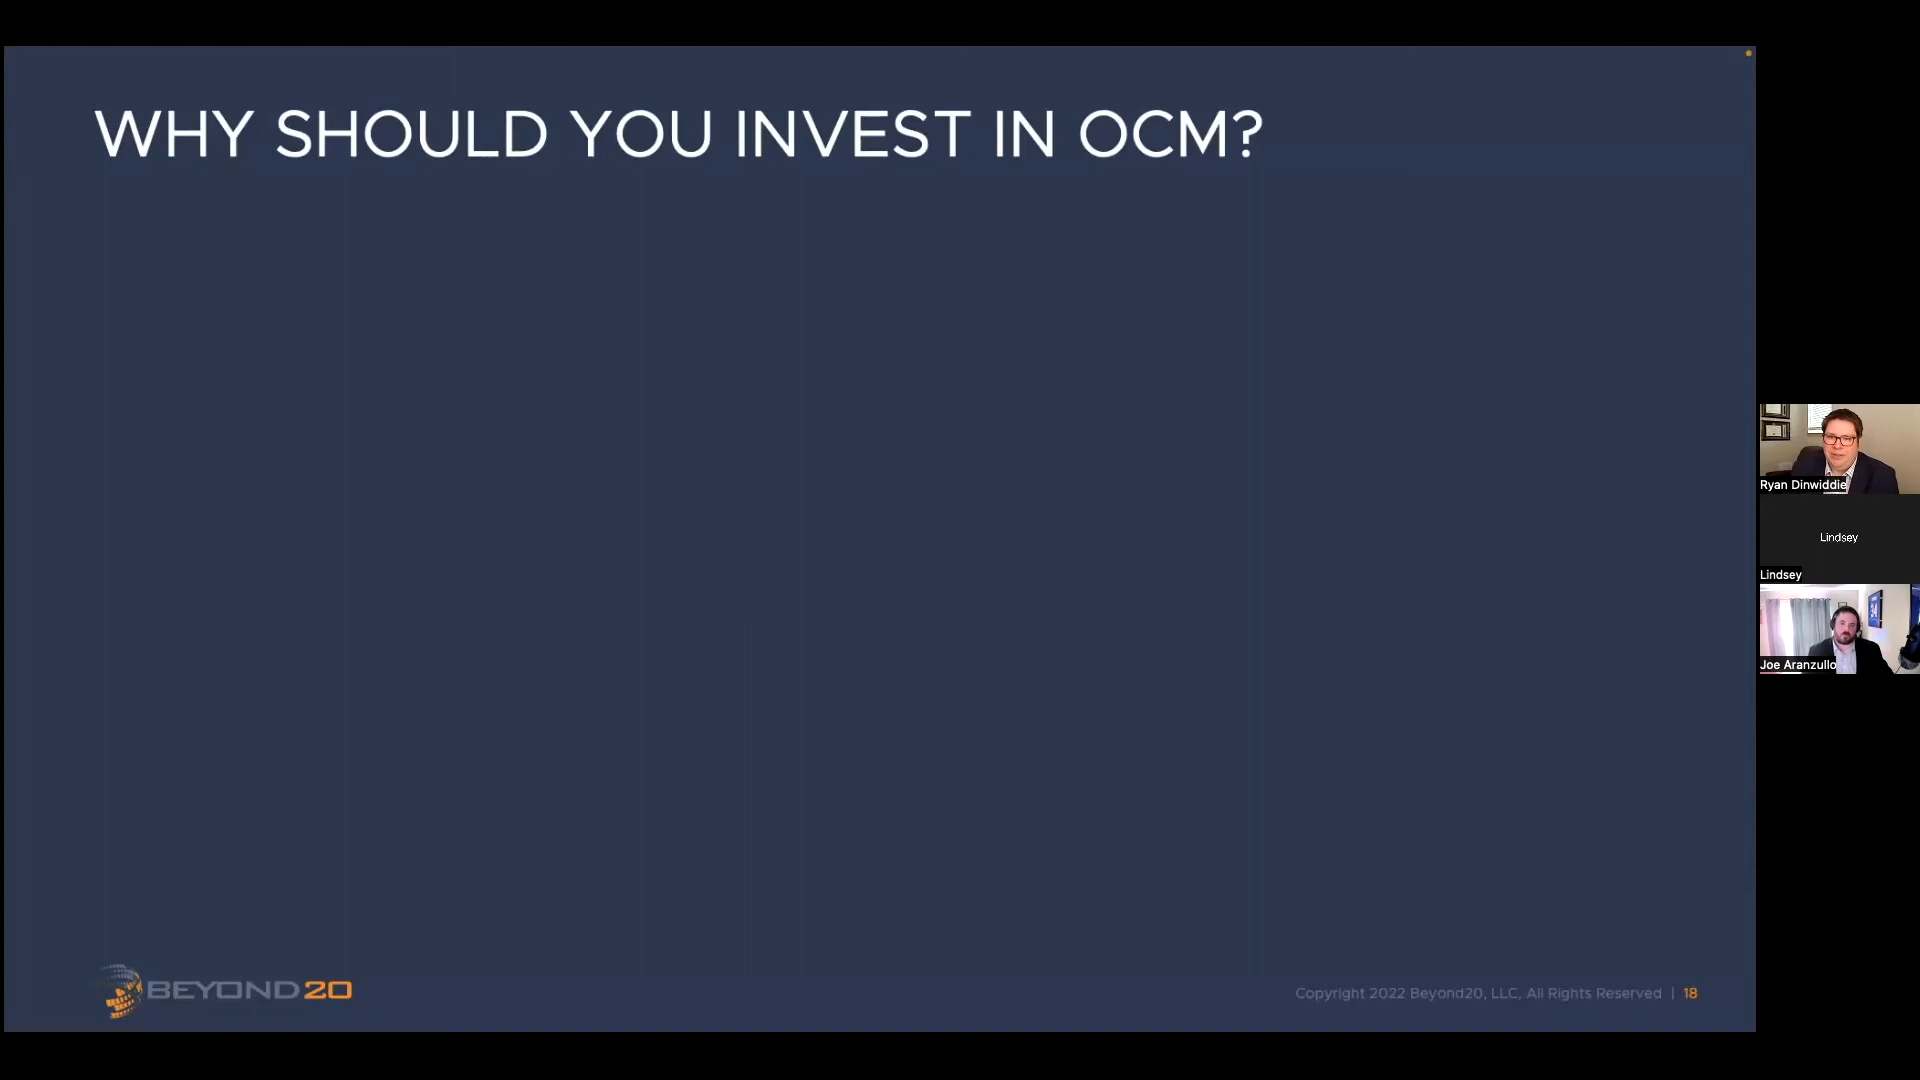 WHY SHOULD YOU INVEST IN OCM?
Ryan Dinwiddie
Lindsey
Lindsey
Joe Aranzullo
BEYOND20
Copyright 2022 Beyond20, LLC, All Rights Reserved | 18